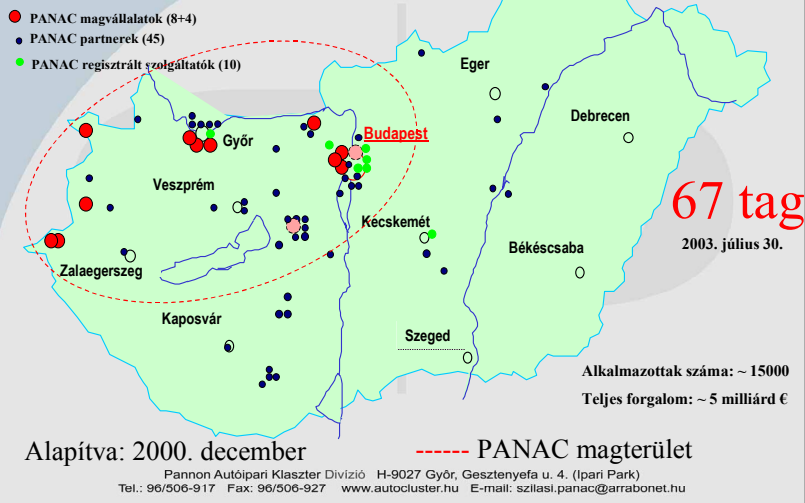 PANAC magvállalatok (8+4)
PANAC partnerek (45)
PANAC regisztrált szolgáltatók (10)
Eger
Debrecen
Győr
Budapest
Veszprém
67 tag
2003. július 30.
Kecskemét
Békéscsaba
Zalaegerszeg
Kaposvár
Szeged
Alkalmazottak száma: ~ 15000
Teljes forgalom: ~ 5 milliárd €
Alapítva: 2000. december
------ PANAC magterület
Pannon Autóipari Klaszter Divízió H-9027 Győr, Gesztenyefa u. 4. (Ipari Park)
Tel.: 96/506-917 Fax: 96/506-927 www.autocluster.hu E-mail: szilasi.panac@arrabonet.hu